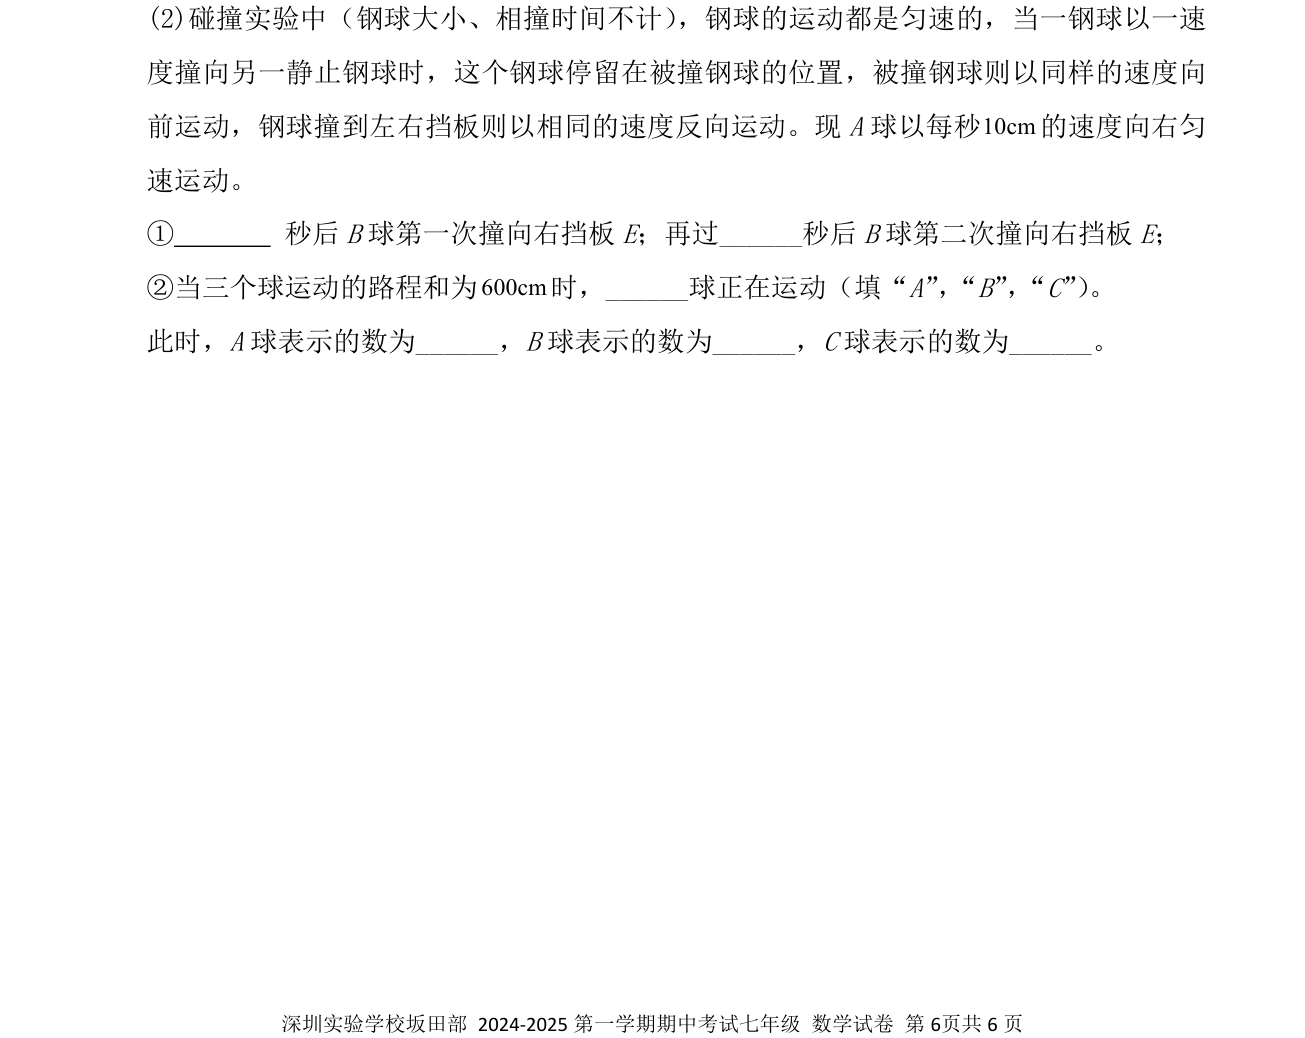 (2)碰撞实验中（钢球大小、相撞时间不计），钢球的运动都是匀速的，当一钢球以一速
度撞向另一静止钢球时，这个钢球停留在被撞钢球的位置，被撞钢球则以同样的速度向
前运动，钢球撞到左右挡板则以相同的速度反向运动。现 A 球以每秒10cm 的速度向右匀
速运动。
①_______ 秒后 B 球第一次撞向右挡板 E；再过______秒后 B 球第二次撞向右挡板 E；
②当三个球运动的路程和为600cm 时，______球正在运动（填“A”，“B”，“C”）。
此时，A 球表示的数为______，B 球表示的数为______，C 球表示的数为______。
深圳实验学校坂田部 2024-2025 第一学期期中考试七年级 数学试卷 第 6页共 6 页